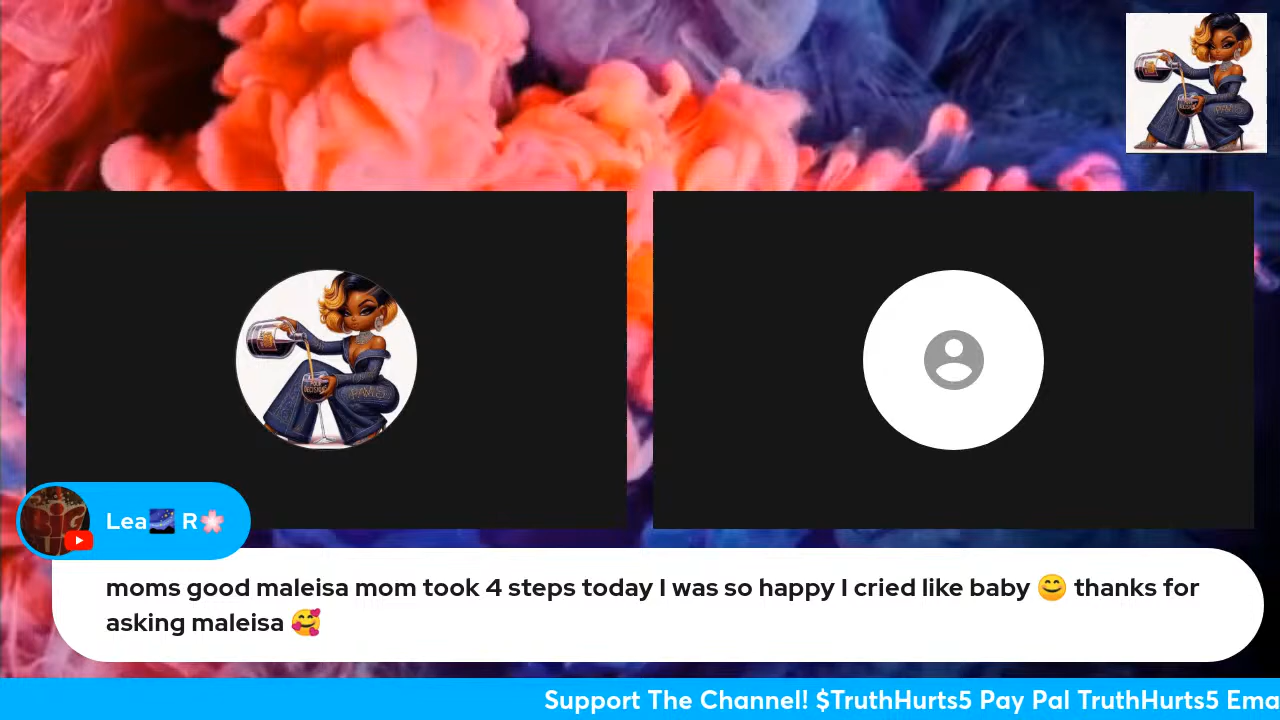 Lea🌌 R🌸
moms good maleisa mom took 4 steps today I was so happy I cried like baby 😊 thanks for
asking maleisa 🥰
Support The Channel! $TruthHurts5 Pay Pal TruthHurts5 Ema